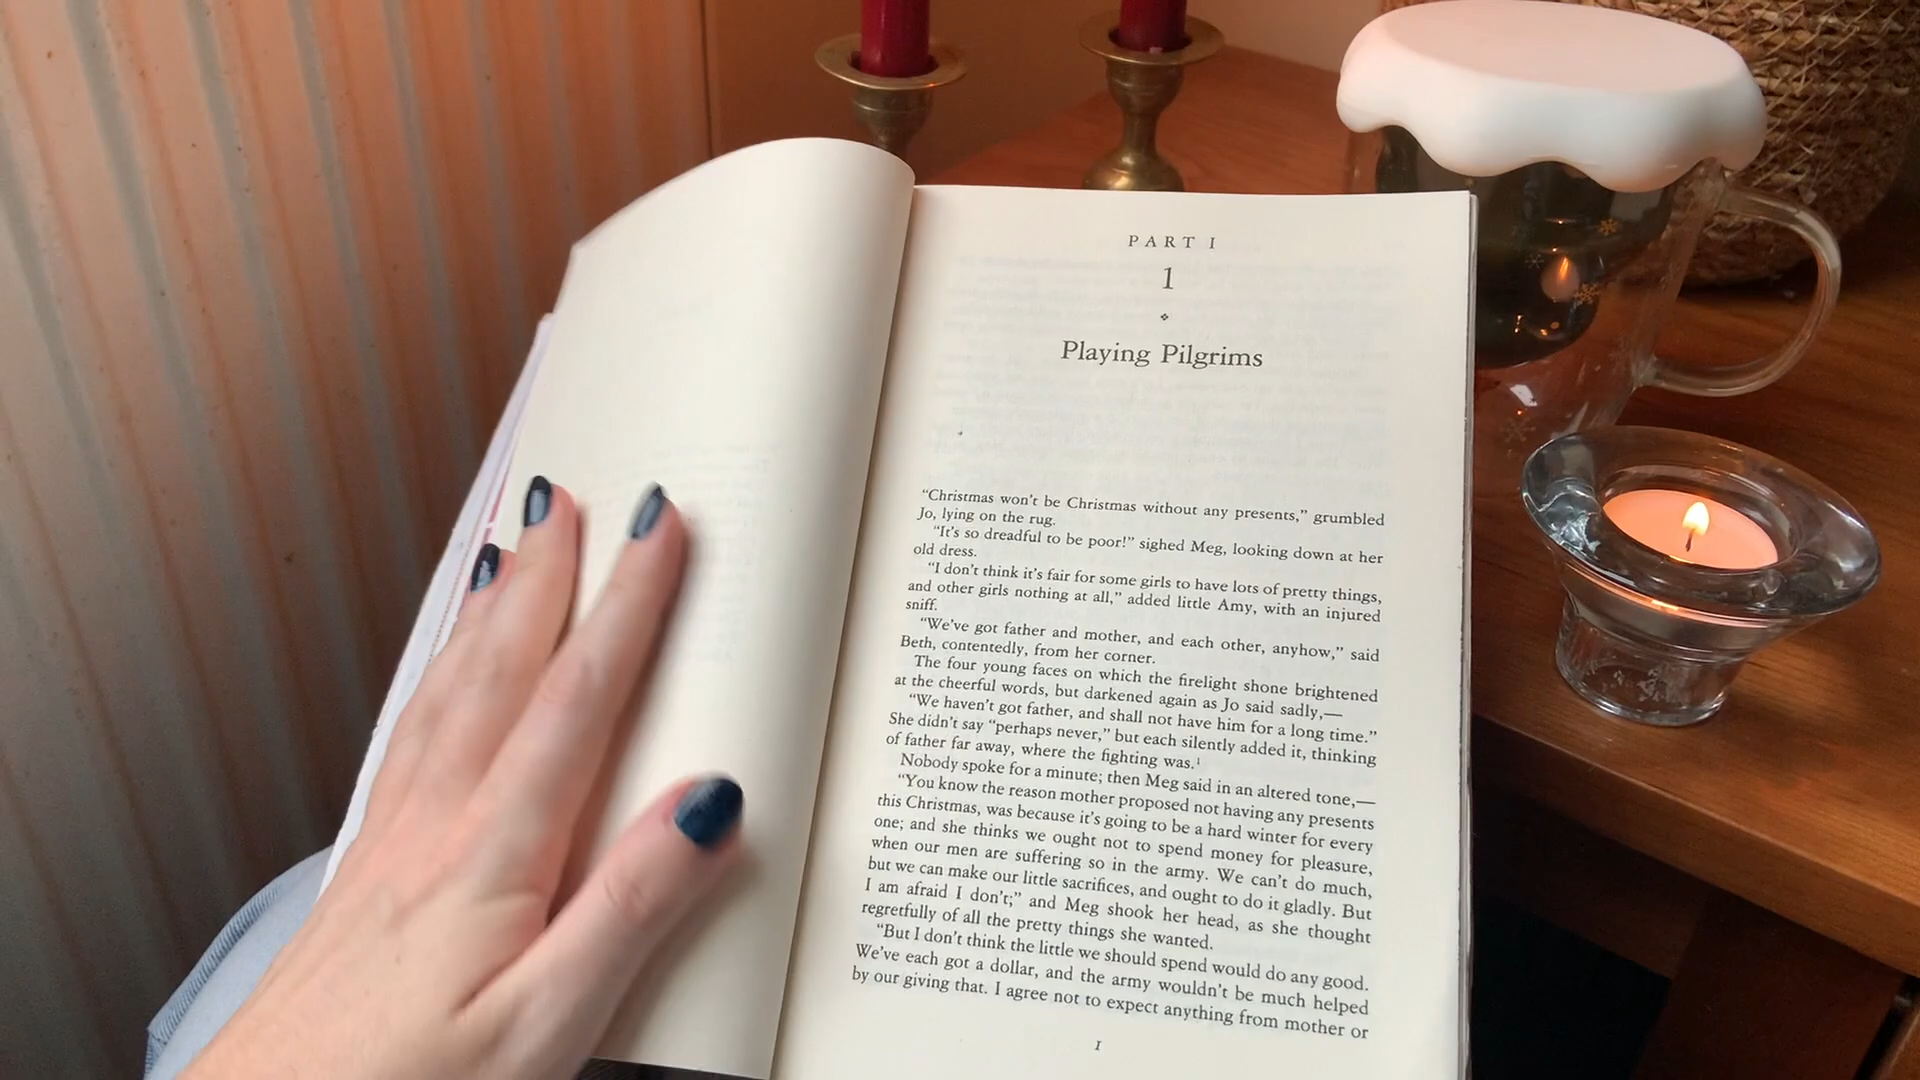 PART I
1
Playing Pilgrims
“Christmas won’t be Christmas without any presents,” grumbled
Jo, lying on the rug.
“It’s so dreadful to be poor!” sighed Meg, looking down at her
old dress.
“I don’t think it’s fair for some girls to have lots of pretty things,
and other girls nothing at all,” added little Amy, with an injured
sniff.
“We’ve got father and mother, and each other, anyhow,” said
Beth, contentedly, from her corner.
The four young faces on which the firelight shone brightened
at the cheerful words, but darkened again as Jo said sadly,—
“We haven’t got father, and shall not have him for a long time.”
She didn’t say “perhaps never,” but each silently added it, thinking
of father far away, where the fighting was.¹
Nobody spoke for a minute; then Meg said in an altered tone,—
“You know the reason mother proposed not having any presents
this Christmas, was because it’s going to be a hard winter for every
one; and she thinks we ought not to spend money for pleasure,
when our men are suffering so in the army. We can’t do much,
but we can make our little sacrifices, and ought to do it gladly. But
I am afraid I don’t;” and Meg shook her head, as she thought
regretfully of all the pretty things she wanted.
“But I don’t think the little we should spend would do any good.
We’ve each got a dollar, and the army wouldn’t be much helped
by our giving that. I agree not to expect anything from mother or
1